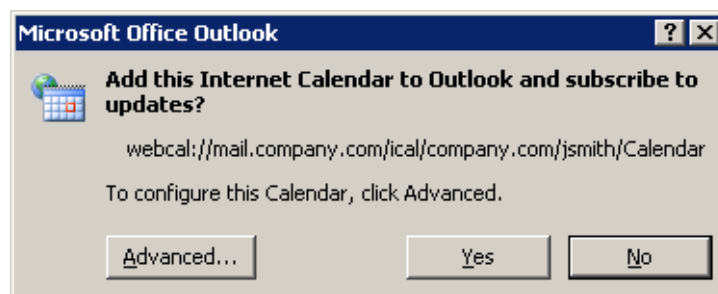 Microsoft Office Outlook
Add this Internet Calendar to Outlook and subscribe to
updates?
webcal://mail.company.com/ical/company.com/jsmith/Calendar
To configure this Calendar, click Advanced.
Advanced... Yes No